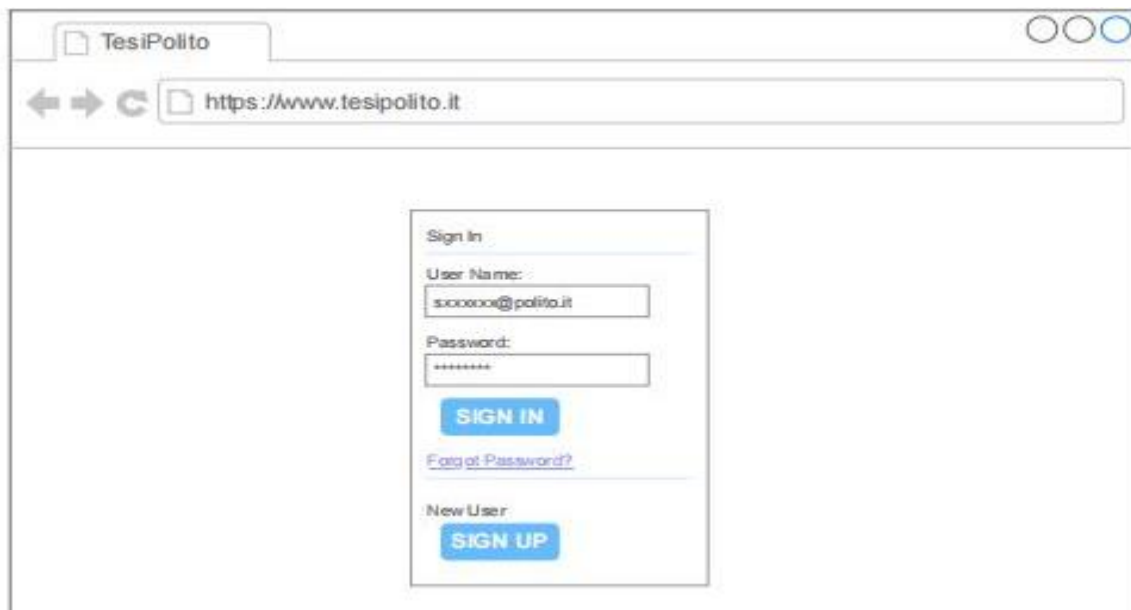 TesiPolito
https://www.tesipolito.it
Sign In
User Name:
sxxxxxx@polito.it
Password:
********
SIGN IN
Forgot Password?
New User
SIGN UP